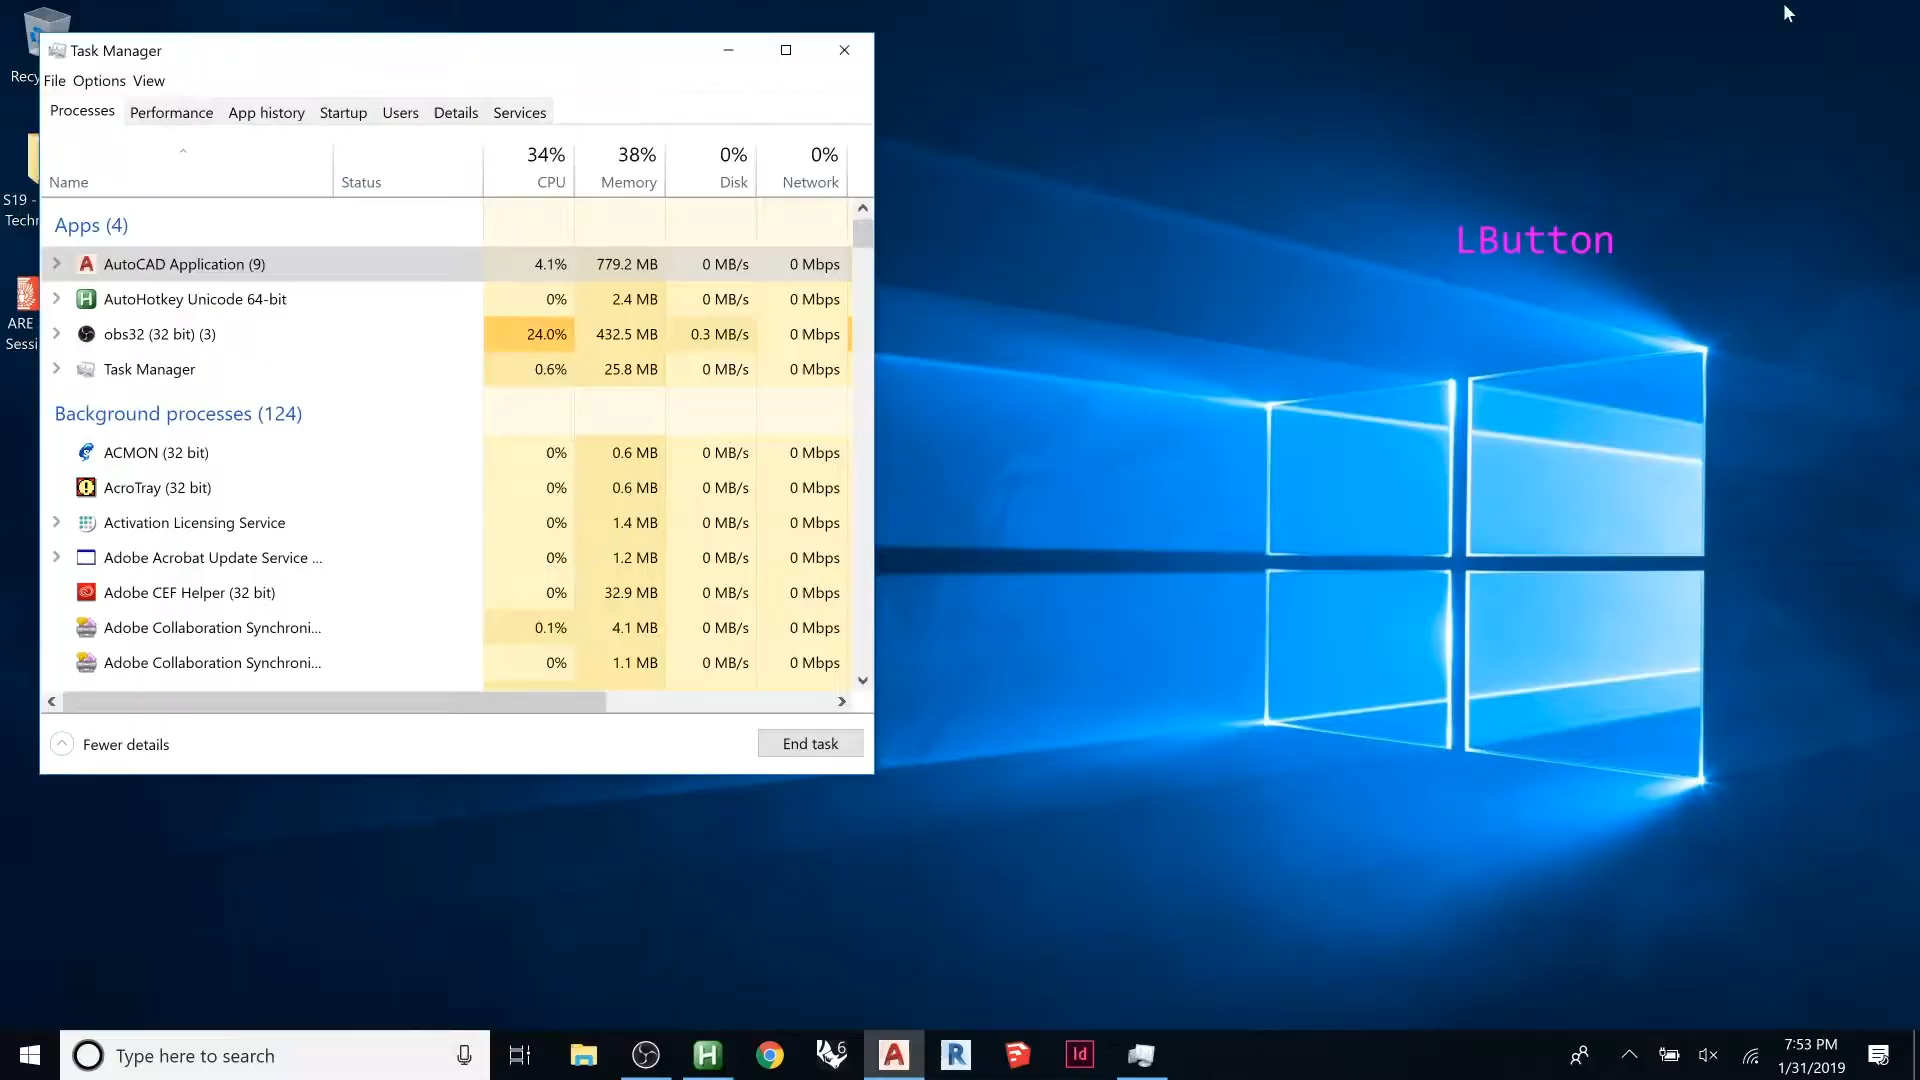 Recy
S19 -
Techr
ARE
Sessi
Task Manager
File Options View
Processes Performance App history Startup Users Details Services
34% 38% 0% 0%
Name Status CPU Memory Disk Network
Apps (4)
AutoCAD Application (9) 4.1% 779.2 MB 0 MB/s 0 Mbps
AutoHotkey Unicode 64-bit 0% 2.4 MB 0 MB/s 0 Mbps
obs32 (32 bit) (3) 24.0% 432.5 MB 0.3 MB/s 0 Mbps
Task Manager 0.6% 25.8 MB 0 MB/s 0 Mbps
Background processes (124)
ACMON (32 bit) 0% 0.6 MB 0 MB/s 0 Mbps
AcroTray (32 bit) 0% 0.6 MB 0 MB/s 0 Mbps
Activation Licensing Service 0% 1.4 MB 0 MB/s 0 Mbps
Adobe Acrobat Update Service ... 0% 1.2 MB 0 MB/s 0 Mbps
Adobe CEF Helper (32 bit) 0% 32.9 MB 0 MB/s 0 Mbps
Adobe Collaboration Synchroni... 0.1% 4.1 MB 0 MB/s 0 Mbps
Adobe Collaboration Synchroni... 0% 1.1 MB 0 MB/s 0 Mbps
Fewer details
End task
LButton
Type here to search
H
6
A
R
Id
7:53 PM
1/31/2019